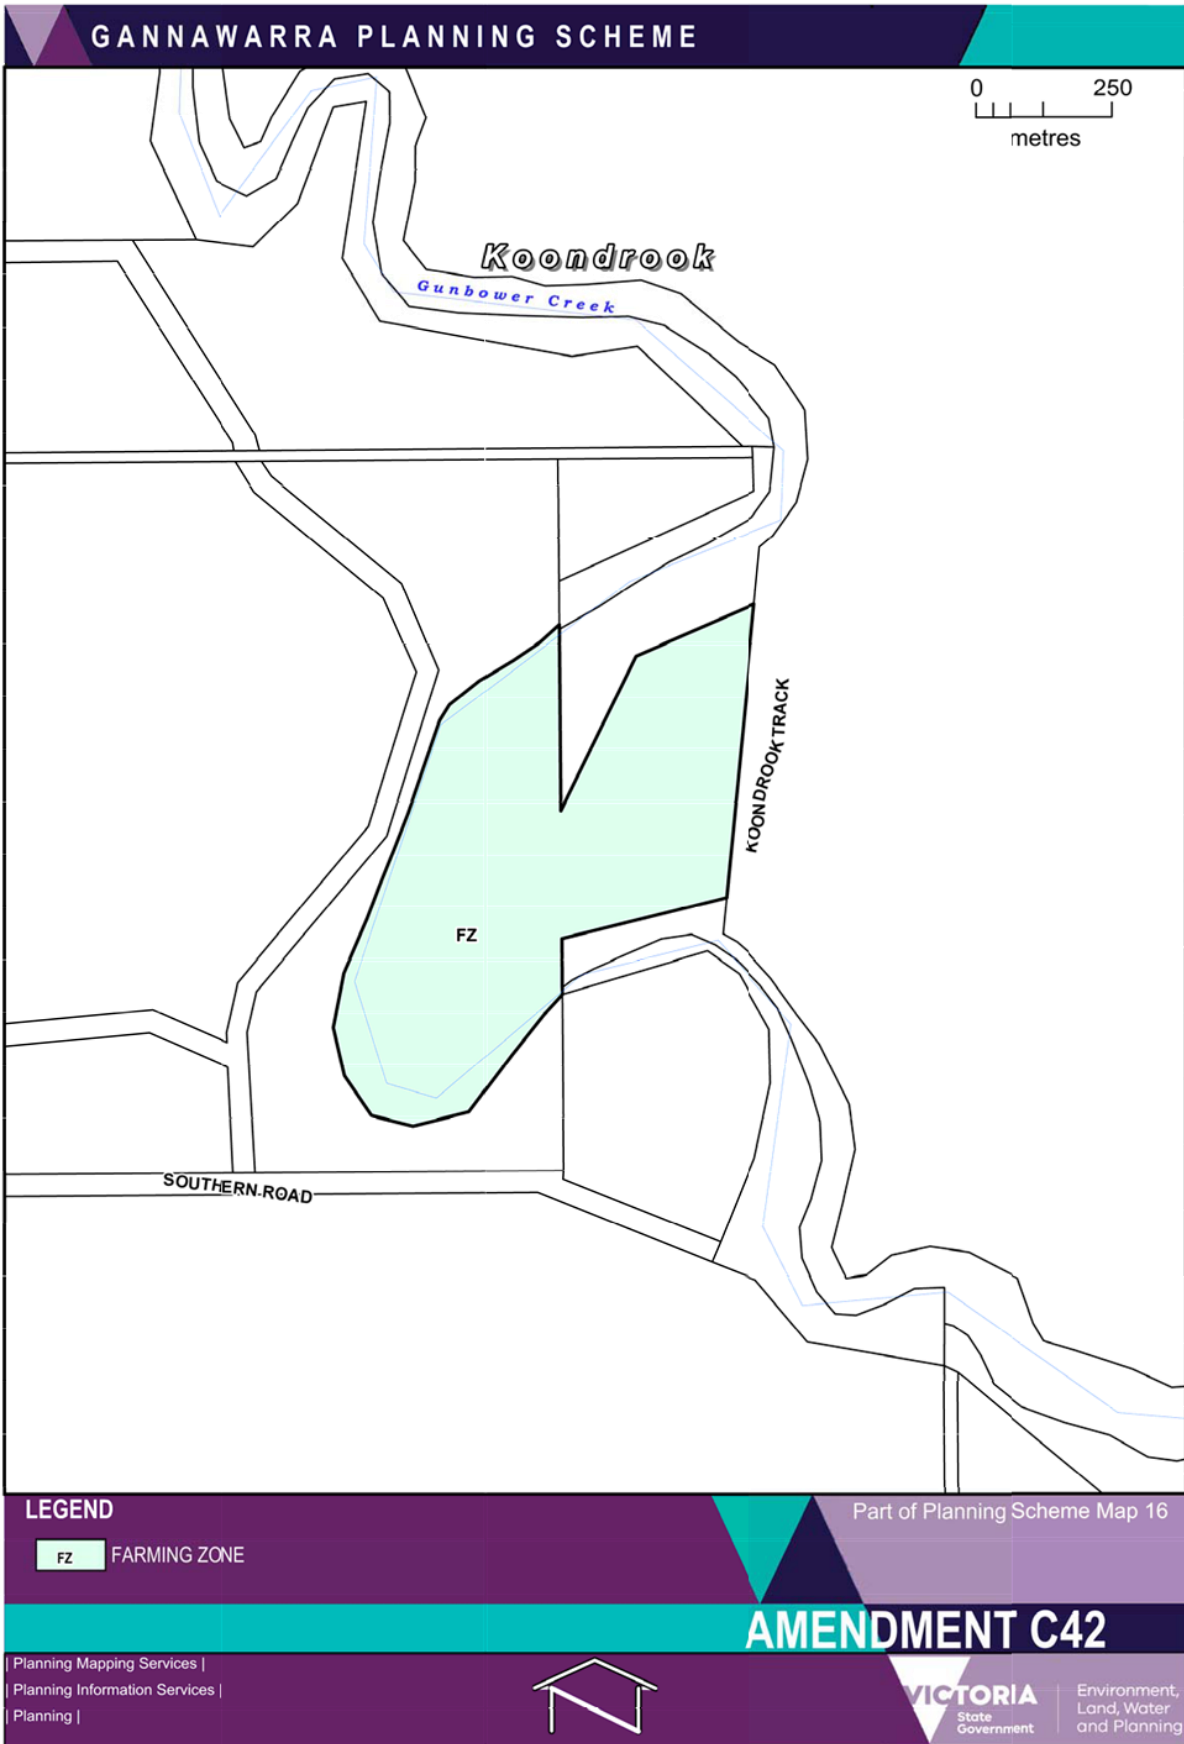 GANNAWARRA PLANNING SCHEME
0 250
metres
Koondrook
Gunbower Creek
KOONDROOK TRACK
FZ
SOUTHERN ROAD
LEGEND
Part of Planning Scheme Map 16
FZ FARMING ZONE
AMENDMENT C42
| Planning Mapping Services |
| Planning Information Services |
| Planning |
VICTORIA
State
Government
Environment,
Land, Water
and Planning